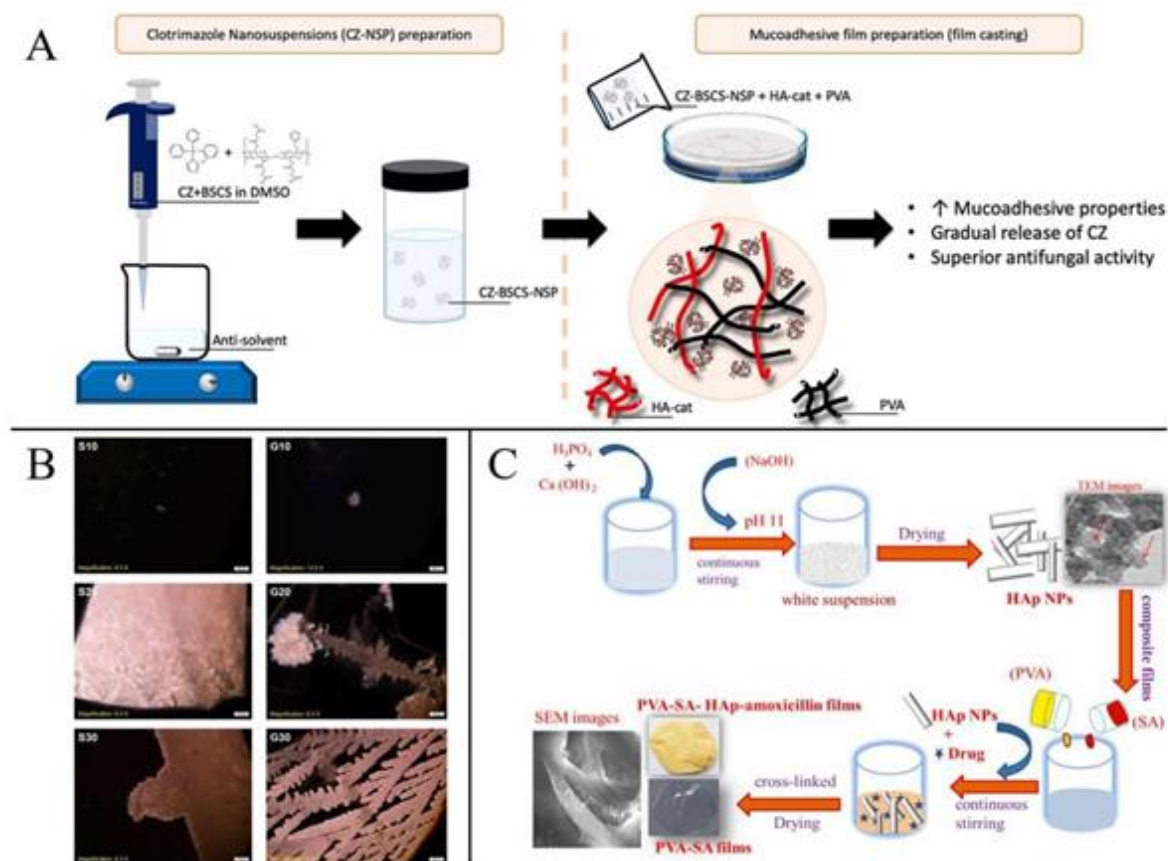 A
Clotrimazole Nanosuspensions (CZ-NSP) preparation
CZ+BSCS in DMSO
Anti-solvent
CZ-BSCS-NSP
Mucoadhesive film preparation (film casting)
CZ-BSCS-NSP + HA-cat + PVA
HA-cat
PVA
• ↑ Mucoadhesive properties
• Gradual release of CZ
• Superior antifungal activity
B
S10
G10
S20
G20
S30
G30
C
H₃PO₄
+
Ca (OH)₂
(NaOH)
pH 11
continuous
stirring
white suspension
Drying
TEM images
HAp NPs
composite films
(PVA)
(SA)
HAp NPs
+
Drug
continuous
stirring
cross-linked
Drying
PVA-SA- HAp-amoxicillin films
SEM images
PVA-SA films